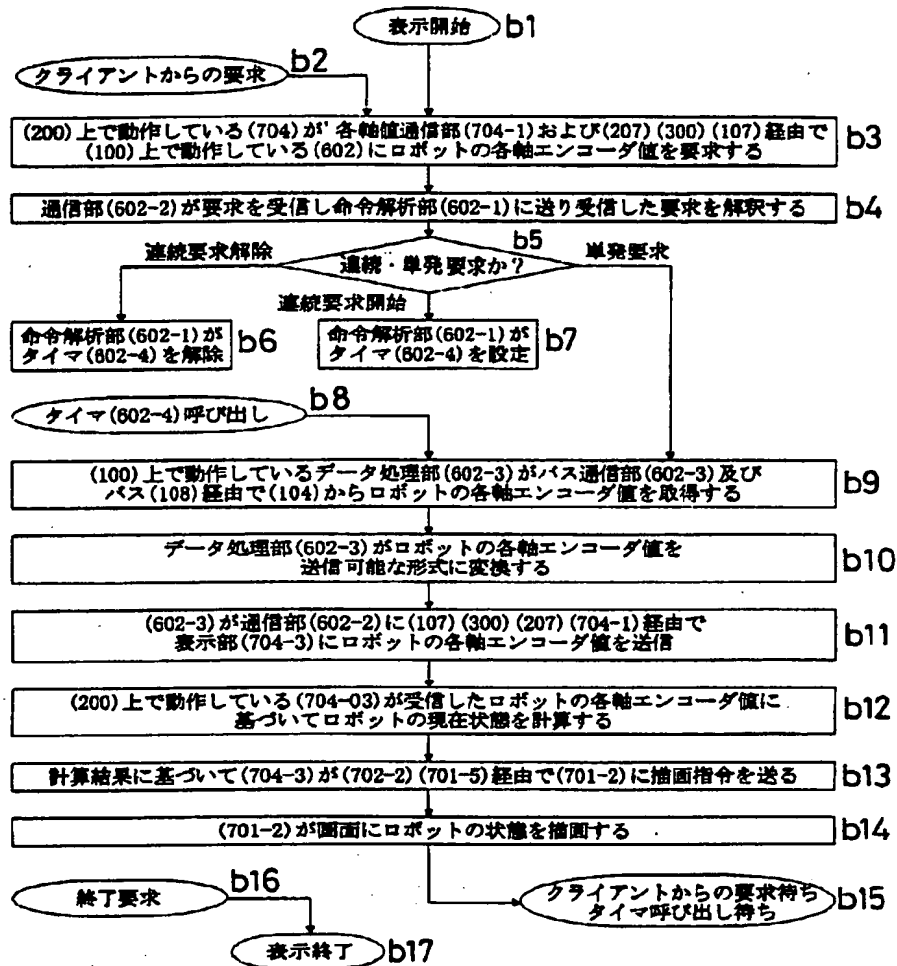 表示開始 b1
クライアントからの要求 b2
(200)上で動作している(704)が各軸値通信部(704-1)および(207)(300)(107)経由で
(100)上で動作している(602)にロボットの各軸エンコーダ値を要求する b3
通信部(602-2)が要求を受信し命令解析部(602-1)に送り受信した要求を解釈する b4
b5
連続・単発要求か?
連続要求解除
単発要求
連続要求開始
命令解析部(602-1)が
タイマ(602-4)を解除 b6
命令解析部(602-1)が
タイマ(602-4)を設定 b7
タイマ(602-4)呼び出し b8
(100)上で動作しているデータ処理部(602-3)がバス通信部(602-3)及び
バス(108)経由で(104)からロボットの各軸エンコーダ値を取得する b9
データ処理部(602-3)がロボットの各軸エンコーダ値を
送信可能な形式に変換する b10
(602-3)が通信部(602-2)に(107)(300)(207)(704-1)経由で
表示部(704-3)にロボットの各軸エンコーダ値を送信 b11
(200)上で動作している(704-03)が受信したロボットの各軸エンコーダ値に
基づいてロボットの現在状態を計算する b12
計算結果に基づいて(704-3)が(702-2)(701-5)経由で(701-2)に描画指令を送る b13
(701-2)が画面にロボットの状態を描画する b14
クライアントからの要求待ち
タイマ呼び出し待ち b15
終了要求 b16
表示終了 b17